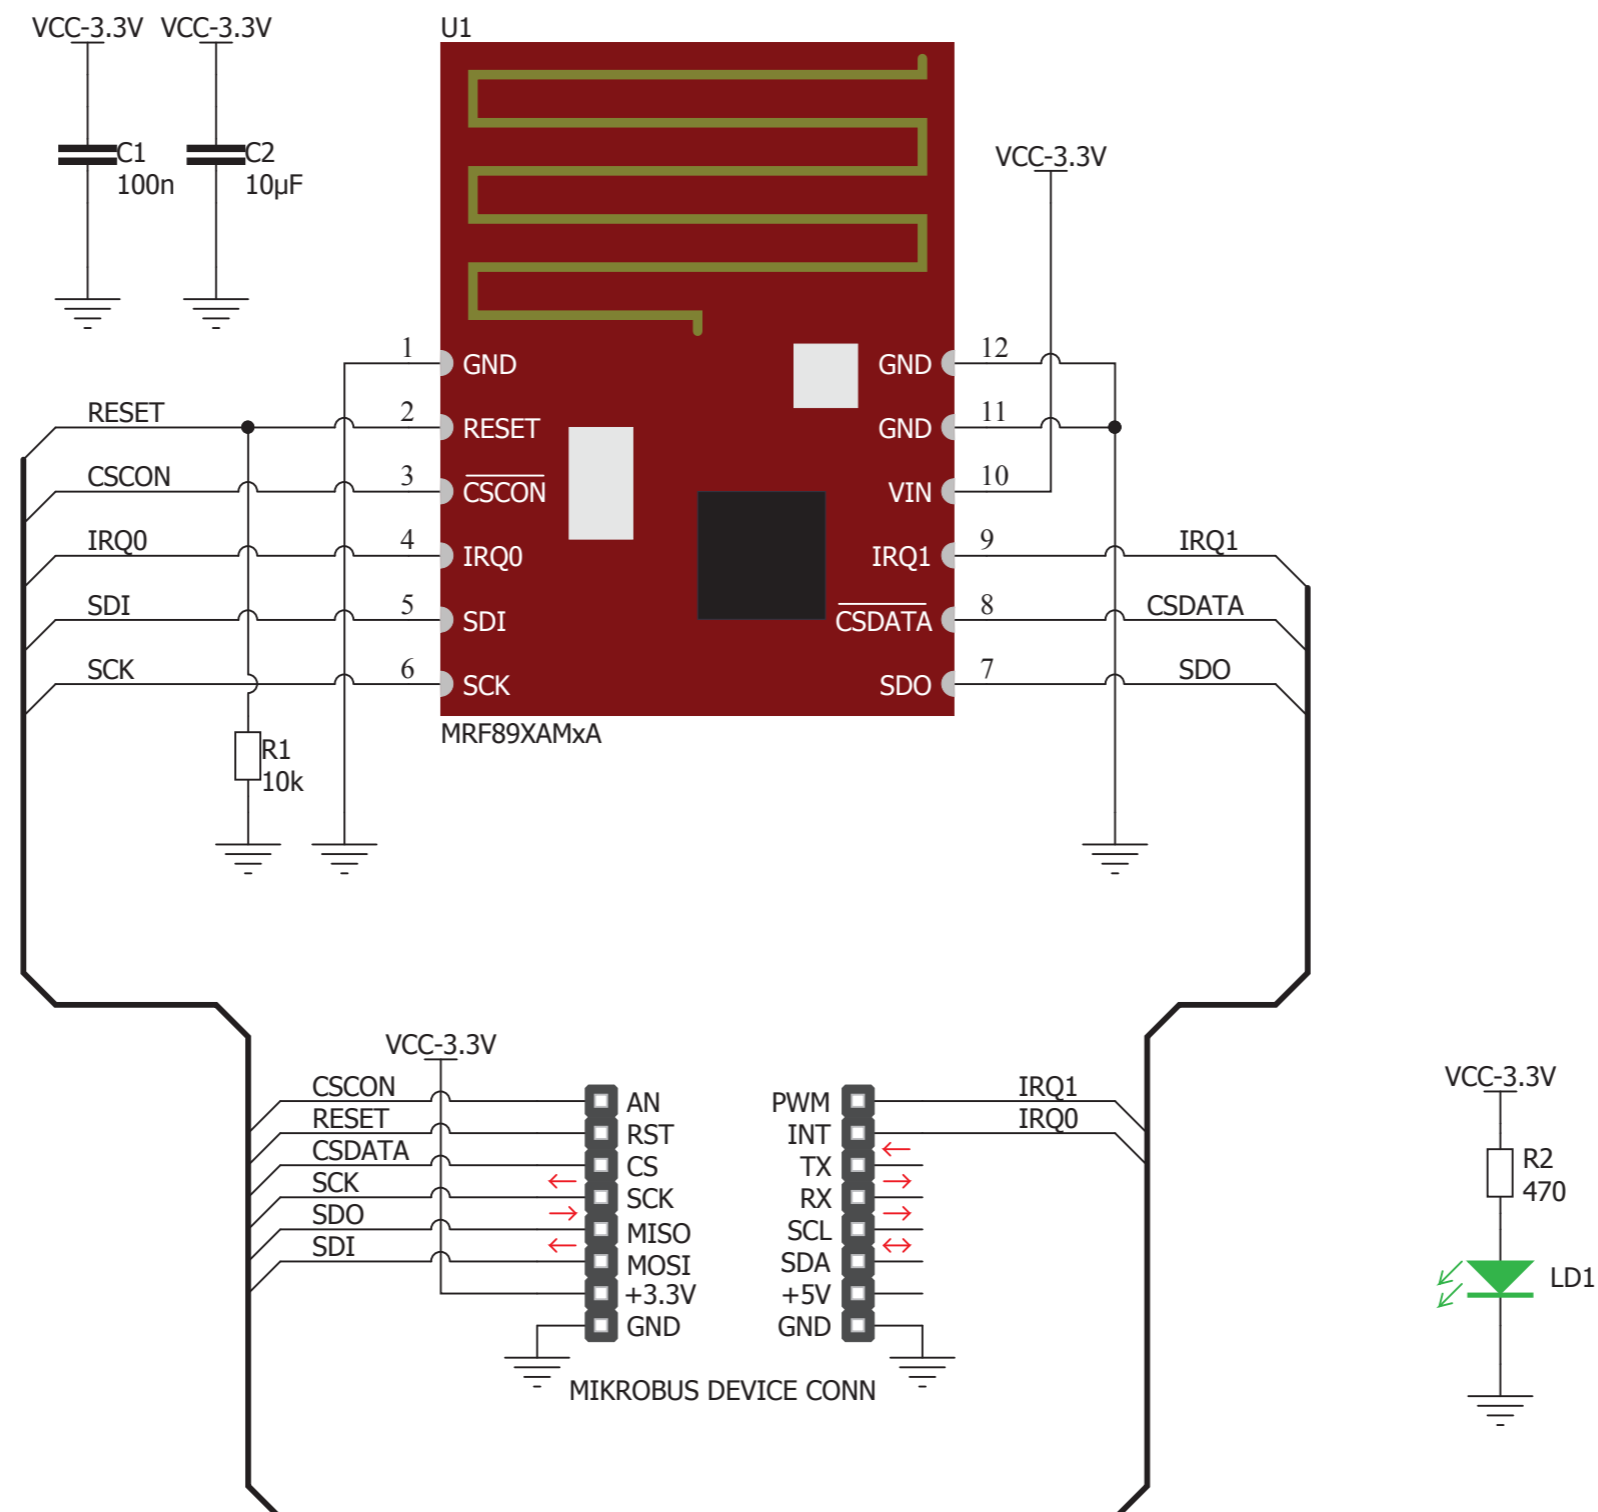 VCC-3.3V VCC-3.3V U1
C1
100n
C2
10µF
VCC-3.3V
1 GND
GND 12
RESET 2 RESET
GND 11
CSCON 3 CSCON
VIN 10
IRQ0 4 IRQ0
IRQ1 9 IRQ1
SDI 5 SDI
CSDATA 8 CSDATA
SCK 6 SCK
SDO 7 SDO
MRF89XAMxA
R1
10k
VCC-3.3V
CSCON AN
RESET RST
CSDATA CS
SCK SCK
SDO MISO
SDI MOSI
+3.3V
GND
PWM IRQ1
INT IRQ0
TX
RX
SCL
SDA
+5V
GND
MIKROBUS DEVICE CONN
VCC-3.3V
R2
470
LD1